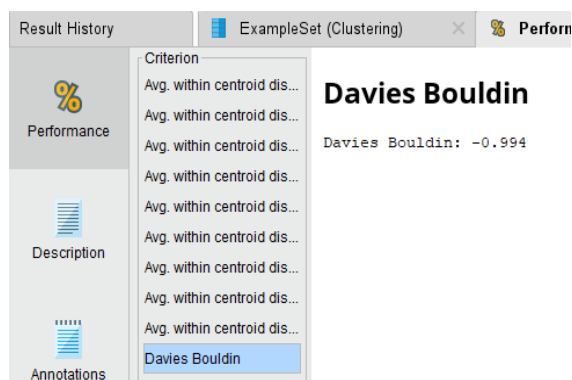 Result History
ExampleSet (Clustering)
Perforn
Performance
Description
Annotations
Criterion
Avg. within centroid dis...
Avg. within centroid dis...
Avg. within centroid dis...
Avg. within centroid dis...
Avg. within centroid dis...
Avg. within centroid dis...
Avg. within centroid dis...
Avg. within centroid dis...
Avg. within centroid dis...
Davies Bouldin
Davies Bouldin
Davies Bouldin: -0.994